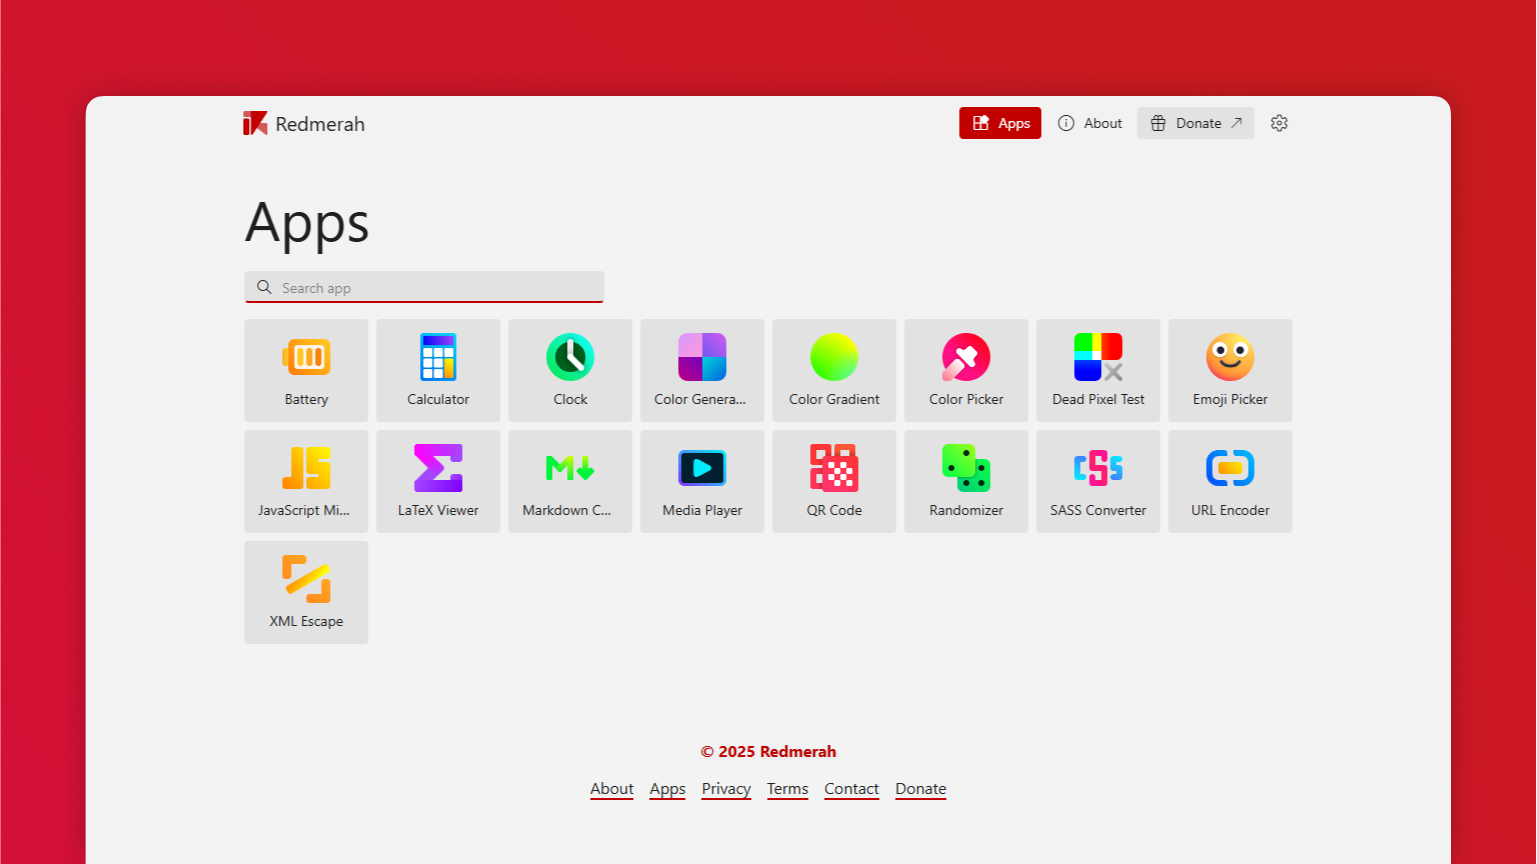 Redmerah
Apps
About
Donate
Apps
Search app
Battery
Calculator
Clock
Color Genera...
Color Gradient
Color Picker
Dead Pixel Test
Emoji Picker
JS
JavaScript Mi...
LaTeX Viewer
M
Markdown C...
Media Player
QR Code
Randomizer
css
SASS Converter
URL Encoder
XML Escape
© 2025 Redmerah
About Apps Privacy Terms Contact Donate